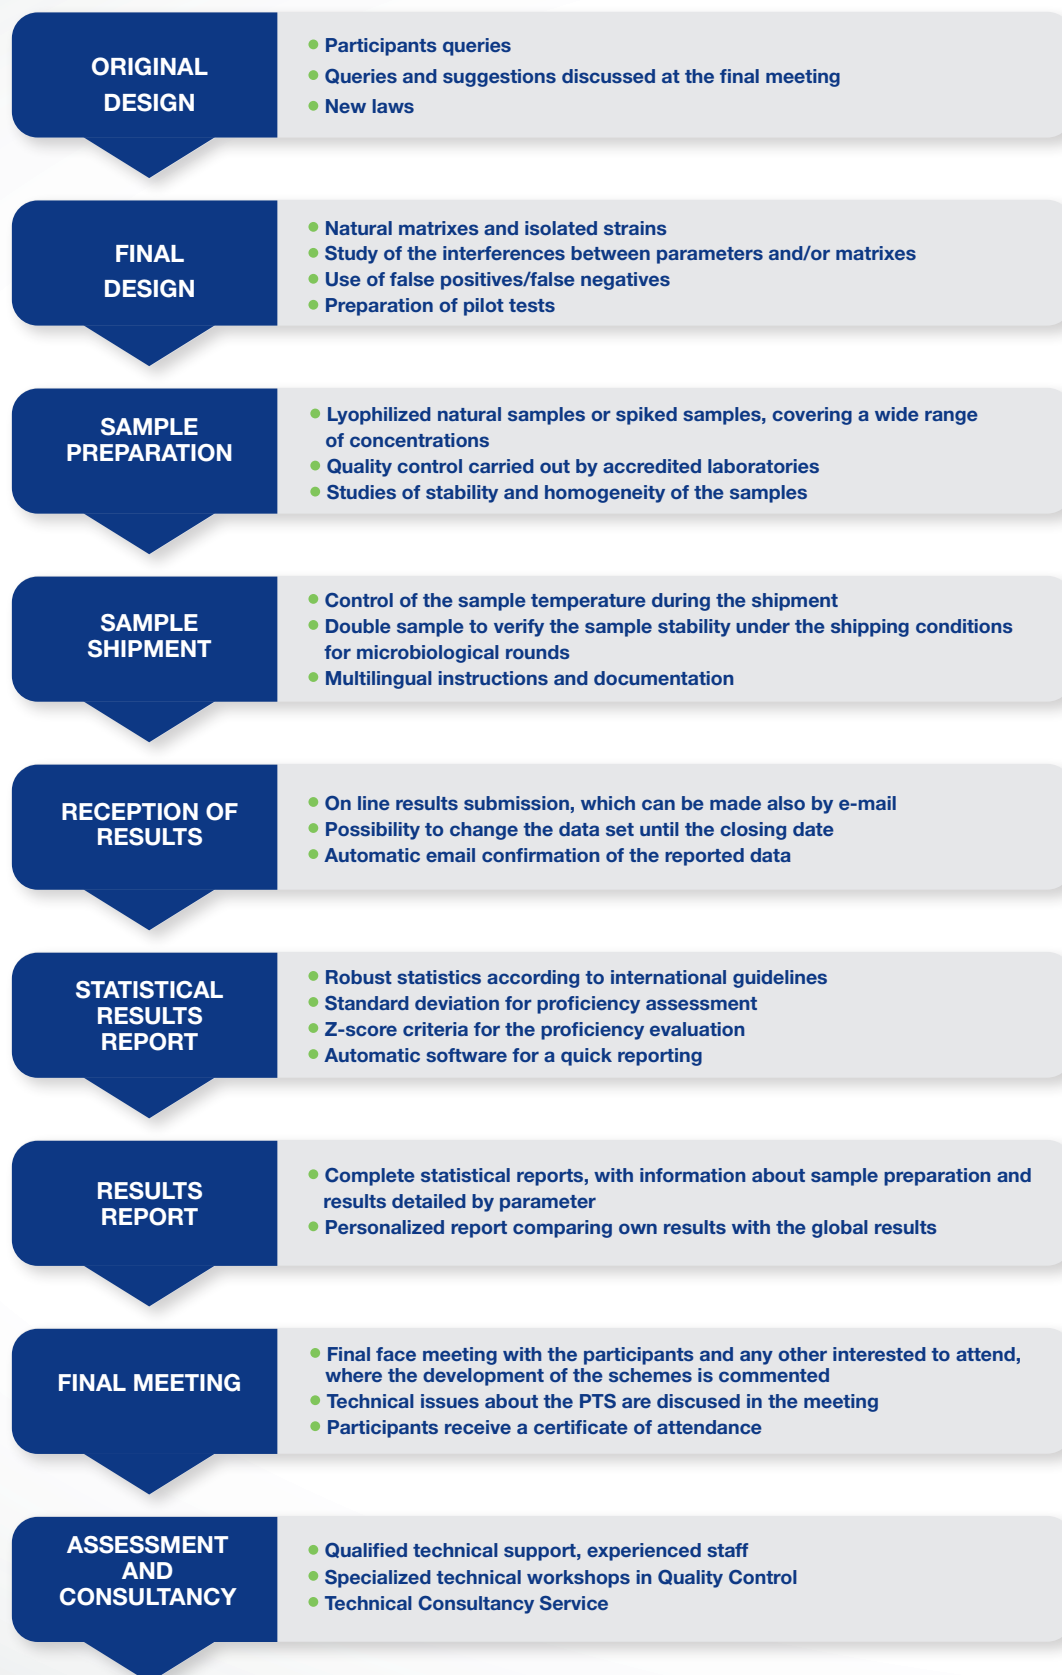 ORIGINAL
DESIGN
• Participants queries
• Queries and suggestions discussed at the final meeting
• New laws
FINAL
DESIGN
• Natural matrixes and isolated strains
• Study of the interferences between parameters and/or matrixes
• Use of false positives/false negatives
• Preparation of pilot tests
SAMPLE
PREPARATION
• Lyophilized natural samples or spiked samples, covering a wide range
of concentrations
• Quality control carried out by accredited laboratories
• Studies of stability and homogeneity of the samples
SAMPLE
SHIPMENT
• Control of the sample temperature during the shipment
• Double sample to verify the sample stability under the shipping conditions
for microbiological rounds
• Multilingual instructions and documentation
RECEPTION OF
RESULTS
• On line results submission, which can be made also by e-mail
• Possibility to change the data set until the closing date
• Automatic email confirmation of the reported data
STATISTICAL
RESULTS
REPORT
• Robust statistics according to international guidelines
• Standard deviation for proficiency assessment
• Z-score criteria for the proficiency evaluation
• Automatic software for a quick reporting
RESULTS
REPORT
• Complete statistical reports, with information about sample preparation and
results detailed by parameter
• Personalized report comparing own results with the global results
FINAL MEETING
• Final face meeting with the participants and any other interested to attend,
where the development of the schemes is commented
• Technical issues about the PTS are discused in the meeting
• Participants receive a certificate of attendance
ASSESSMENT
AND
CONSULTANCY
• Qualified technical support, experienced staff
• Specialized technical workshops in Quality Control
• Technical Consultancy Service